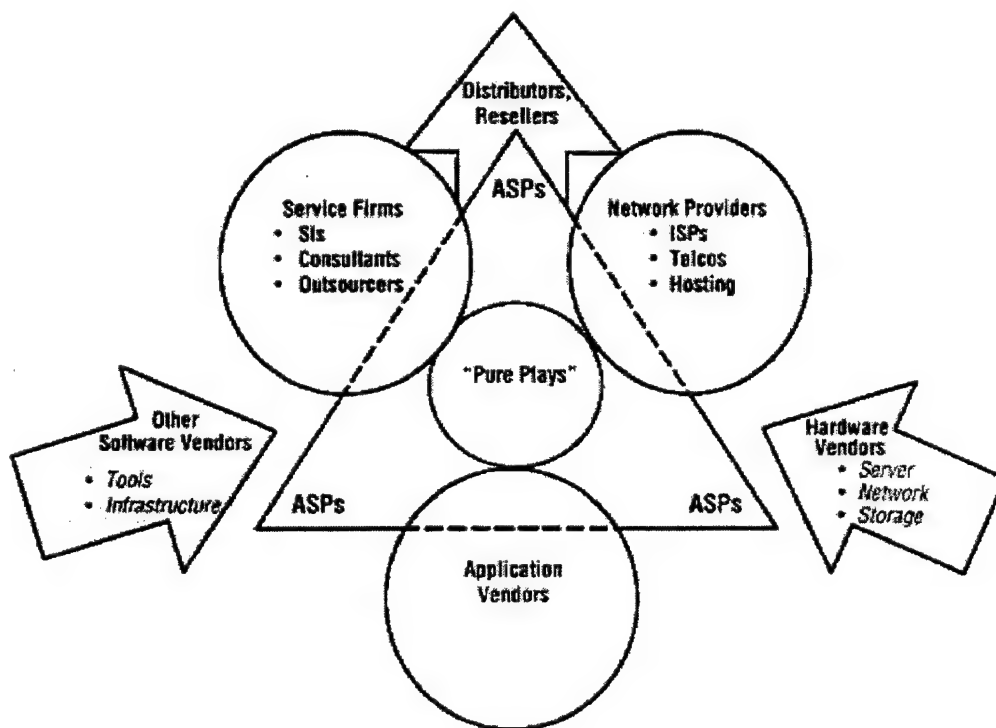 Distributors,
Resellers
ASPs
Service Firms
• SIs
• Consultants
• Outsourcers
Network Providers
• ISPs
• Telcos
• Hosting
"Pure Plays"
Other
Software Vendors
• Tools
• Infrastructure
Hardware
Vendors
• Server
• Network
• Storage
ASPs
ASPs
Application
Vendors